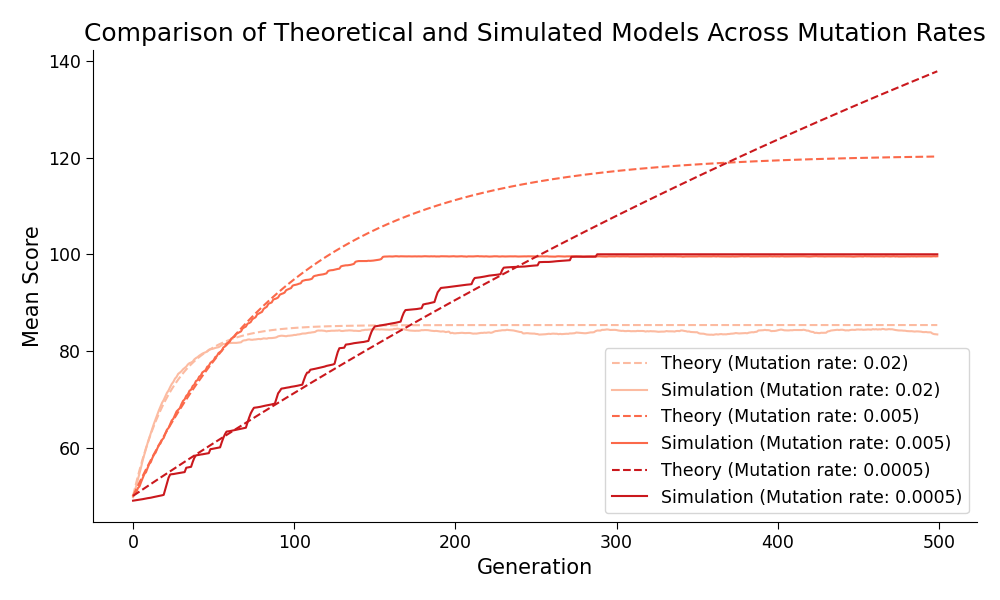 Comparison of Theoretical and Simulated Models Across Mutation Rates
140
120
100
80
60
Mean Score
0
100
200
300
400
500
Generation
Theory (Mutation rate: 0.02)
Simulation (Mutation rate: 0.02)
Theory (Mutation rate: 0.005)
Simulation (Mutation rate: 0.005)
Theory (Mutation rate: 0.0005)
Simulation (Mutation rate: 0.0005)